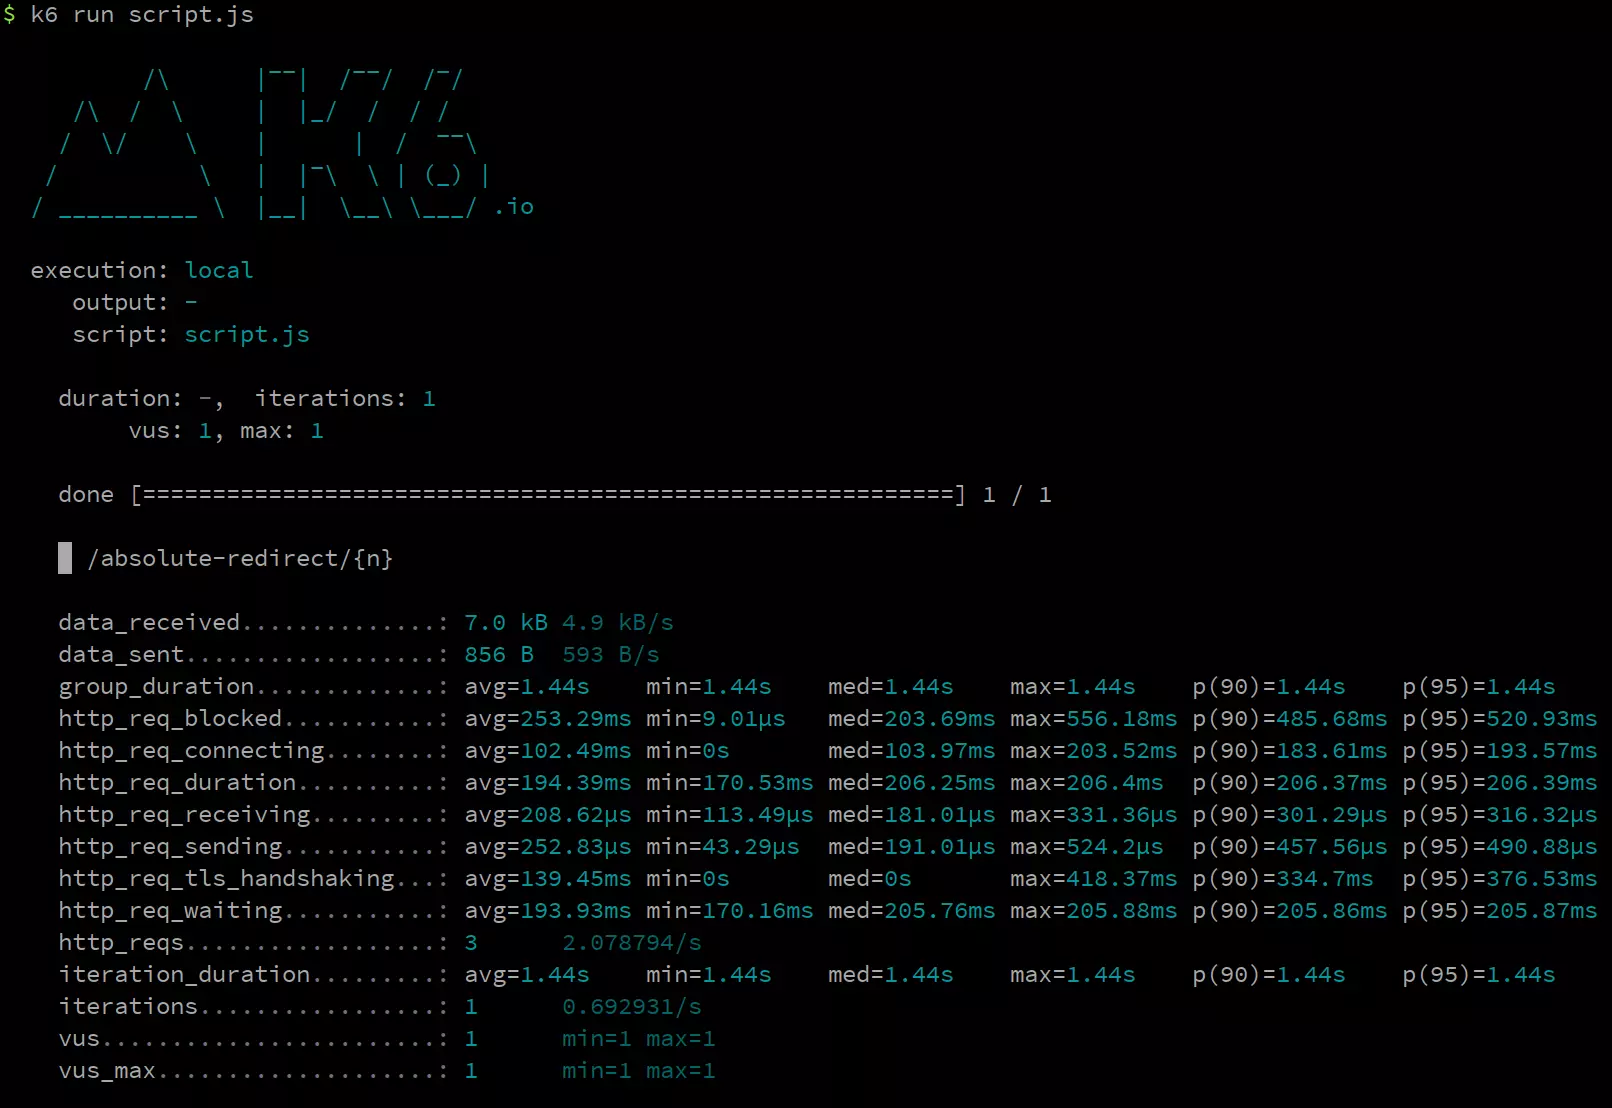 $ k6 run script.js
          /\      |‾‾|  /‾‾/  /‾/
     /\  /  \     |  |_/  /  / /
    /  \/    \    |      |  /  ‾‾\
   /          \   |  |‾\  \ | (_) |
  / __________ \  |__|  \__\ \___/ .io
execution: local
output: -
script: script.js
duration: -,  iterations: 1
vus: 1, max: 1
done [==========================================================] 1 / 1
█ /absolute-redirect/{n}
data_received..............: 7.0 kB 4.9 kB/s
data_sent..................: 856 B  593 B/s
group_duration.............: avg=1.44s    min=1.44s    med=1.44s    max=1.44s    p(90)=1.44s    p(95)=1.44s
http_req_blocked...........: avg=253.29ms min=9.01µs   med=203.69ms max=556.18ms p(90)=485.68ms p(95)=520.93ms
http_req_connecting........: avg=102.49ms min=0s       med=103.97ms max=203.52ms p(90)=183.61ms p(95)=193.57ms
http_req_duration..........: avg=194.39ms min=170.53ms med=206.25ms max=206.4ms  p(90)=206.37ms p(95)=206.39ms
http_req_receiving.........: avg=208.62µs min=113.49µs med=181.01µs max=331.36µs p(90)=301.29µs p(95)=316.32µs
http_req_sending...........: avg=252.83µs min=43.29µs  med=191.01µs max=524.2µs  p(90)=457.56µs p(95)=490.88µs
http_req_tls_handshaking...: avg=139.45ms min=0s       med=0s       max=418.37ms p(90)=334.7ms  p(95)=376.53ms
http_req_waiting...........: avg=193.93ms min=170.16ms med=205.76ms max=205.88ms p(90)=205.86ms p(95)=205.87ms
http_reqs..................: 3      2.078794/s
iteration_duration.........: avg=1.44s    min=1.44s    med=1.44s    max=1.44s    p(90)=1.44s    p(95)=1.44s
iterations.................: 1      0.692931/s
vus........................: 1      min=1 max=1
vus_max....................: 1      min=1 max=1